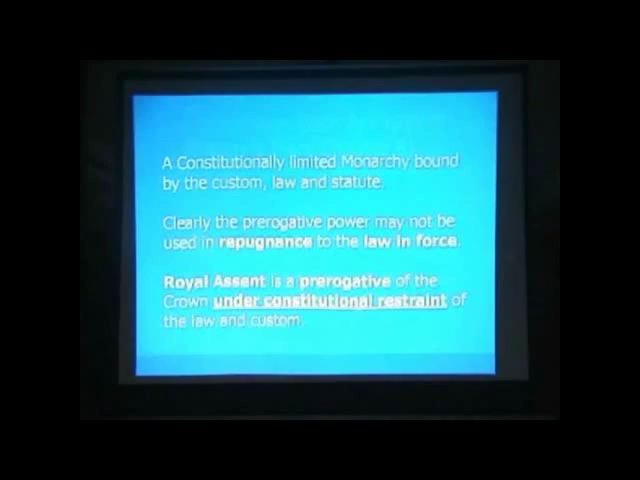 A Constitutionally limited Monarchy bound
by the custom, law and statute.
Clearly the prerogative power may not be
used in repugnance to the law in force.
Royal Assent is a prerogative of the
Crown under constitutional restraint of
the law and custom.